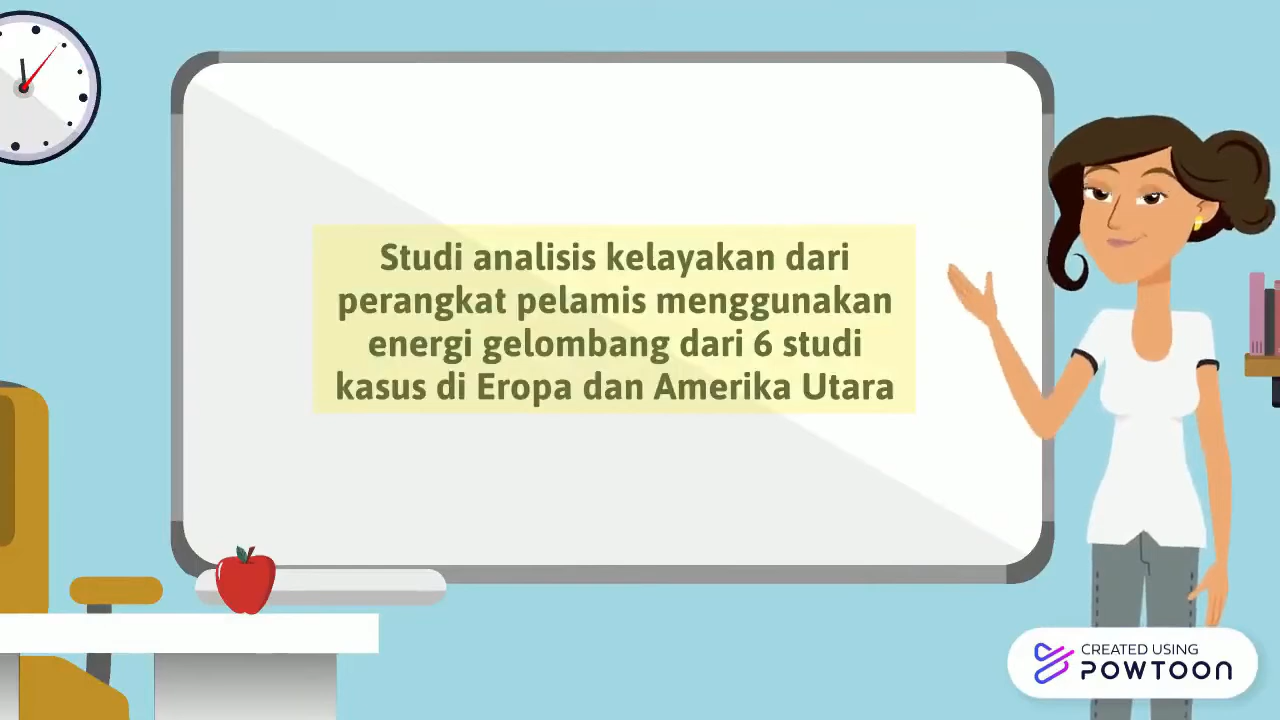 Studi analisis kelayakan dari
perangkat pelamis menggunakan
energi gelombang dari 6 studi
kasus di Eropa dan Amerika Utara
CREATED USING
POWTOON